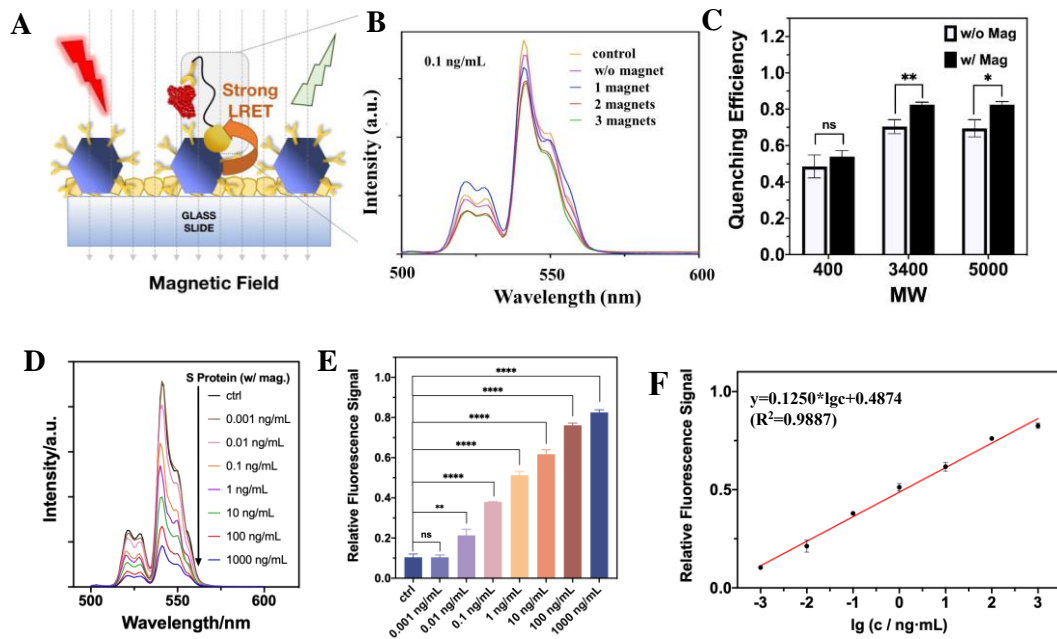 A
Strong
LRET
GLASS
SLIDE
Magnetic Field
B
0.1 ng/mL
control
w/o magnet
1 magnet
2 magnets
3 magnets
Intensity(a.u.)
500
550
600
Wavelength (nm)
C
w/o Mag
w/ Mag
Quenching Efficiency
1.2
1.0
0.8
0.6
0.4
0.2
0.0
ns
**
*
400
3400
5000
MW
D
S Protein (w/ mag.)
ctrl
0.001 ng/mL
0.01 ng/mL
0.1 ng/mL
1 ng/mL
10 ng/mL
100 ng/mL
1000 ng/mL
Intensity/a.u.
500
550
600
Wavelength/nm
E
Relative Fluorescence Signal
1.0
0.8
0.6
0.4
0.2
0.0
****
****
****
****
****
**
ns
ctrl
0.001 ng/mL
0.01 ng/mL
0.1 ng/mL
1 ng/mL
10 ng/mL
100 ng/mL
1000 ng/mL
F
y=0.1250*lgc+0.4874
(R²=0.9887)
Relative Fluorescence Signal
1.0
0.5
0.0
-3
-2
-1
0
1
2
3
lg (c / ng·mL)